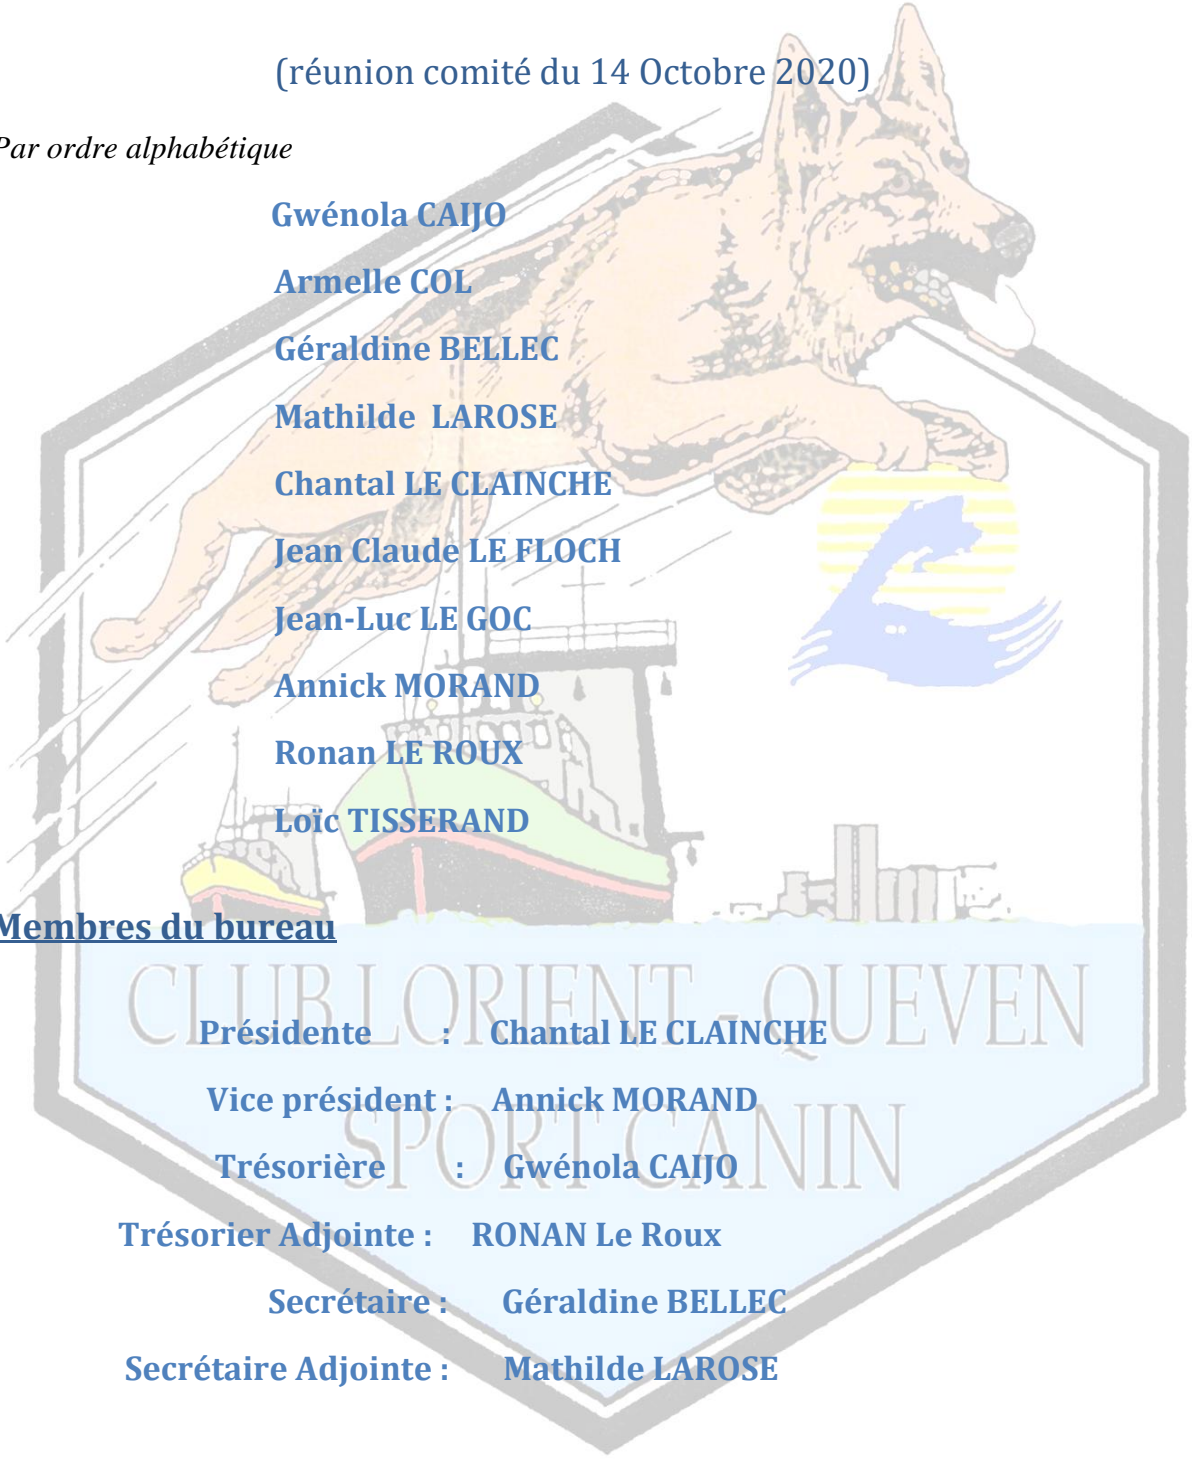 (réunion comité du 14 Octobre 2020)
Par ordre alphabétique
Gwénola CAIJO
Armelle COL
Géraldine BELLEC
Mathilde  LAROSE
Chantal LE CLAINCHE
Jean Claude LE FLOCH
Jean-Luc LE GOC
Annick MORAND
Ronan LE ROUX
Loïc TISSERAND
Membres du bureau
CLUB LORIENT - QUEVEN
Présidente : Chantal LE CLAINCHE
Vice président : Annick MORAND
SPORT CANIN
Trésorière : Gwénola CAIJO
Trésorier Adjointe : RONAN Le Roux
Secrétaire : Géraldine BELLEC
Secrétaire Adjointe : Mathilde LAROSE